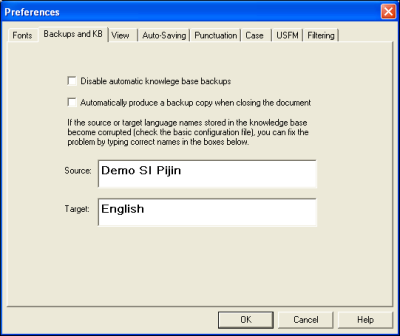 Preferences
Fonts Backups and KB View Auto-Saving Punctuation Case USFM Filtering
Disable automatic knowlege base backups
Automatically produce a backup copy when closing the document
If the source or target language names stored in the knowledge base
become corrupted (check the basic configuration file), you can fix the
problem by typing correct names in the boxes below.
Source: Demo SI Pijin
Target: English
OK Cancel Help